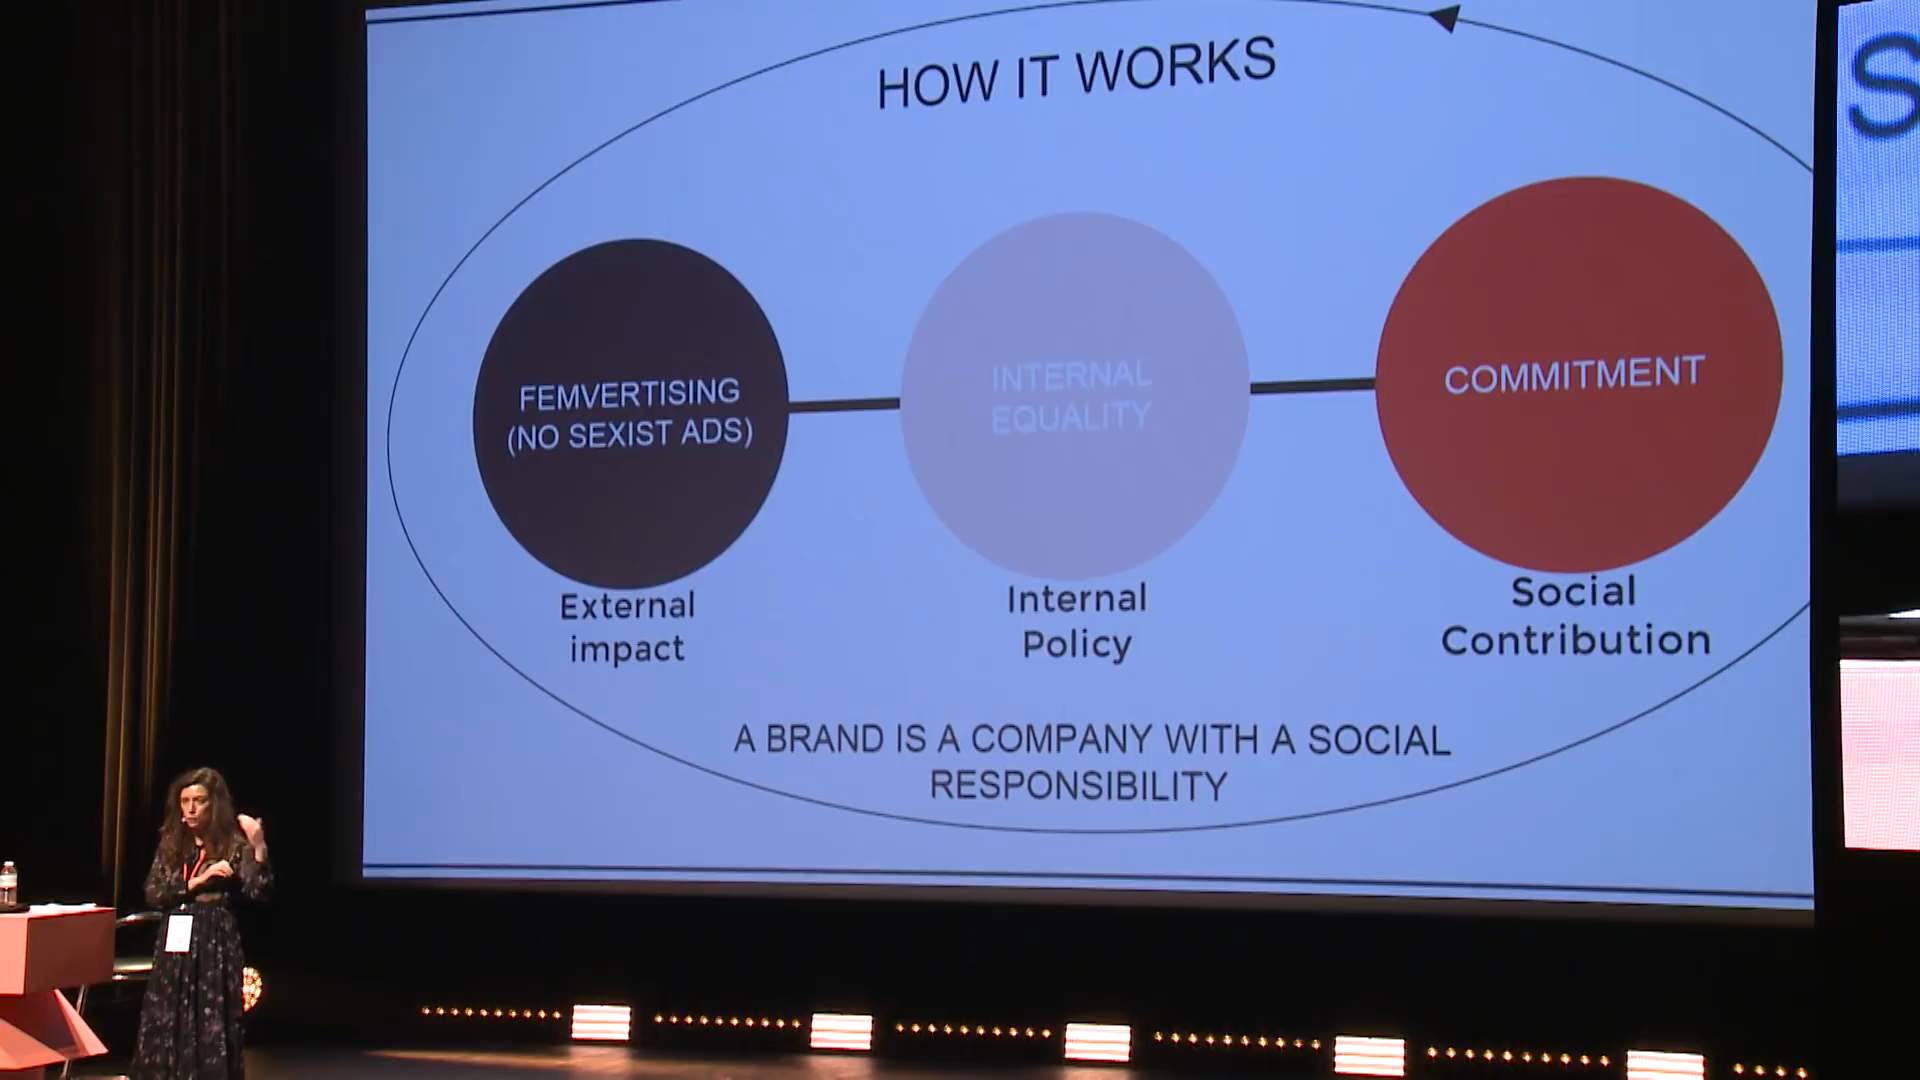 HOW IT WORKS
FEMVERTISING
(NO SEXIST ADS)
INTERNAL
EQUALITY
COMMITMENT
External
impact
Internal
Policy
Social
Contribution
A BRAND IS A COMPANY WITH A SOCIAL
RESPONSIBILITY
S